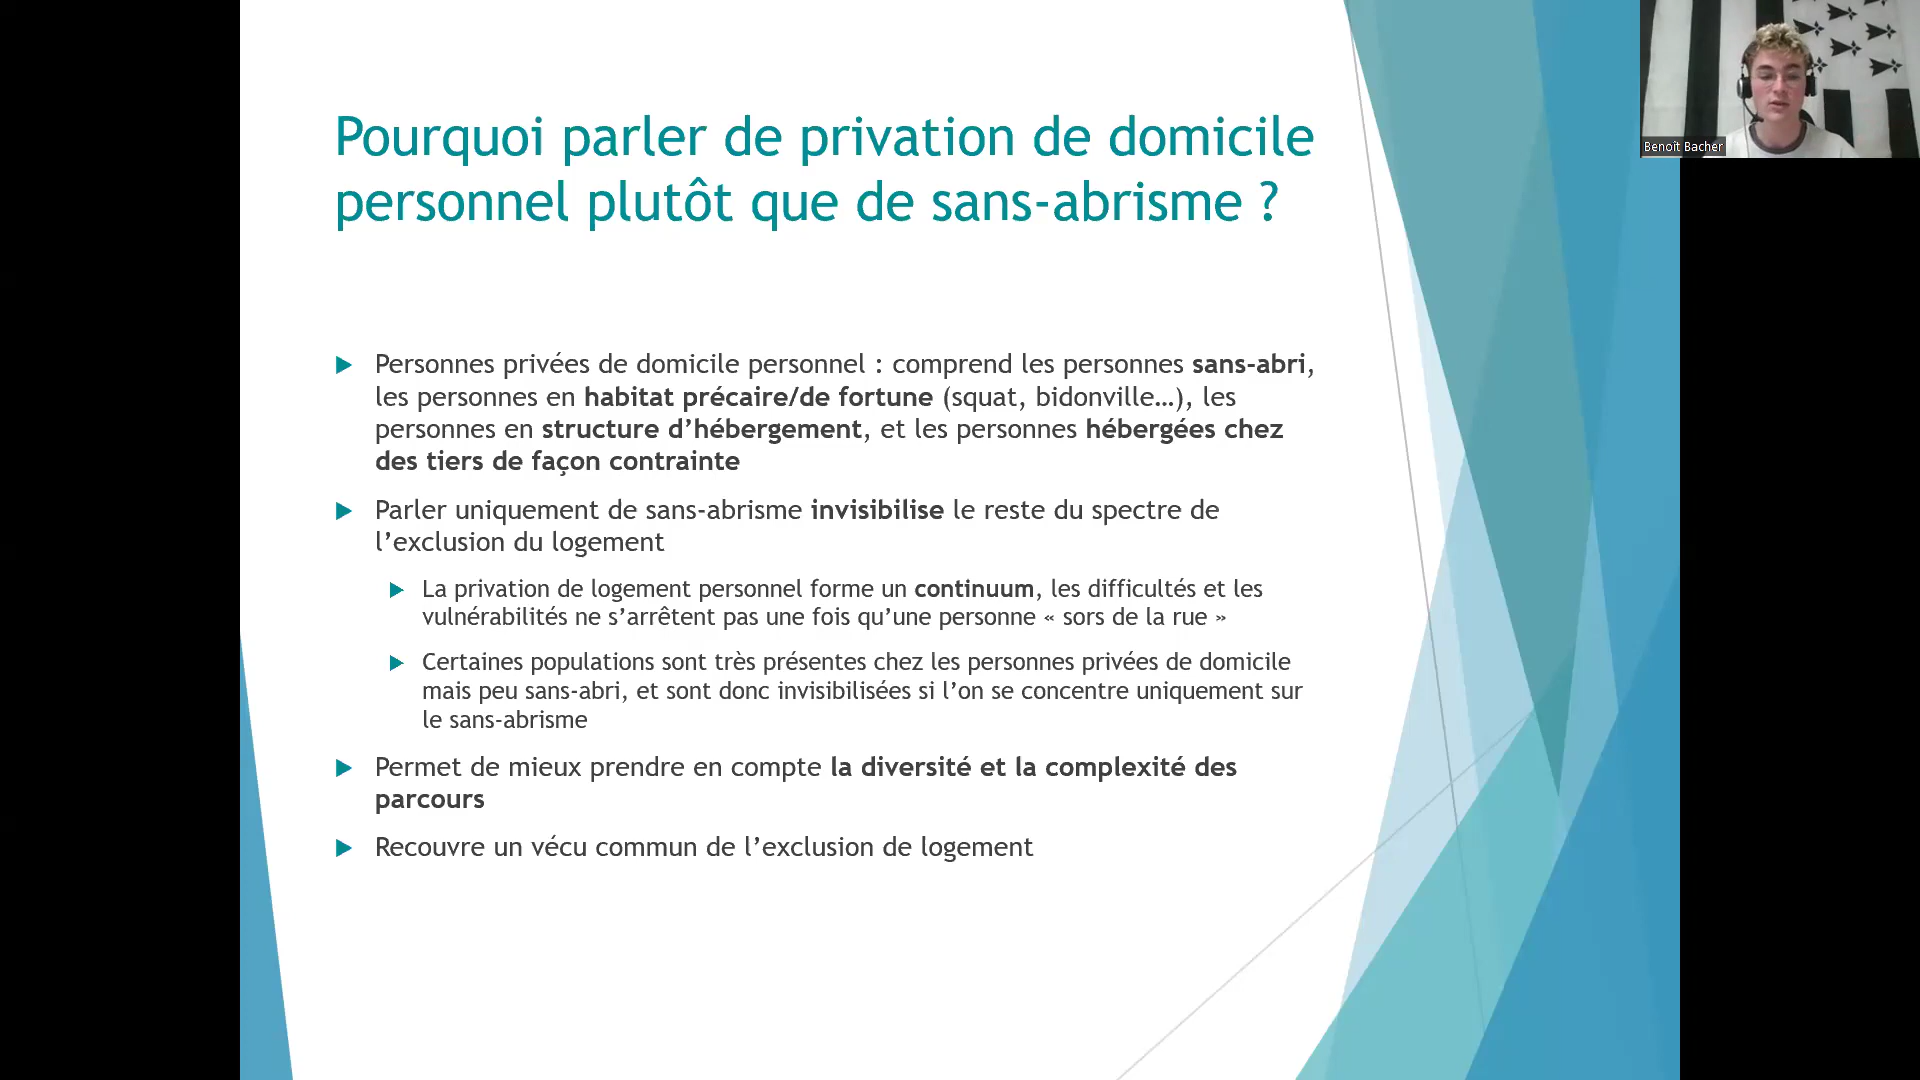 Pourquoi parler de privation de domicile
personnel plutôt que de sans-abrisme ?
Personnes privées de domicile personnel : comprend les personnes sans-abri,
les personnes en habitat précaire/de fortune (squat, bidonville…), les
personnes en structure d’hébergement, et les personnes hébergées chez
des tiers de façon contrainte
Parler uniquement de sans-abrisme invisibilise le reste du spectre de
l’exclusion du logement
La privation de logement personnel forme un continuum, les difficultés et les
vulnérabilités ne s’arrêtent pas une fois qu’une personne « sors de la rue »
Certaines populations sont très présentes chez les personnes privées de domicile
mais peu sans-abri, et sont donc invisibilisées si l’on se concentre uniquement sur
le sans-abrisme
Permet de mieux prendre en compte la diversité et la complexité des
parcours
Recouvre un vécu commun de l’exclusion de logement
Benoit Bacher